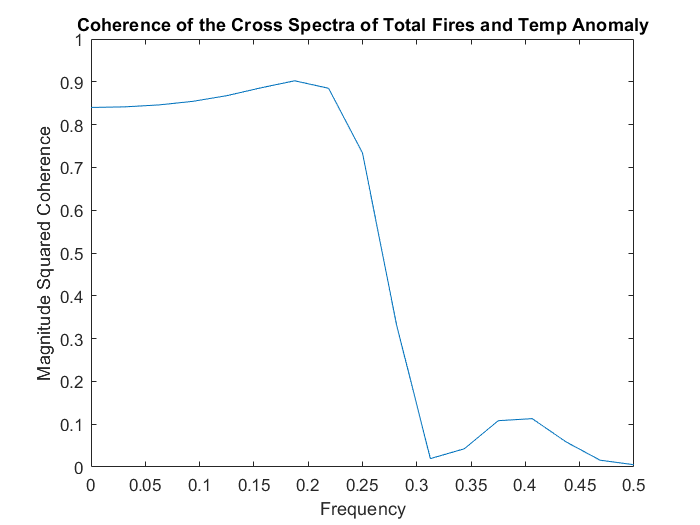 Coherence of the Cross Spectra of Total Fires and Temp Anomaly
1
0.9
0.8
0.7
0.6
0.5
0.4
0.3
0.2
0.1
0
Magnitude Squared Coherence
0 0.05 0.1 0.15 0.2 0.25 0.3 0.35 0.4 0.45 0.5
Frequency